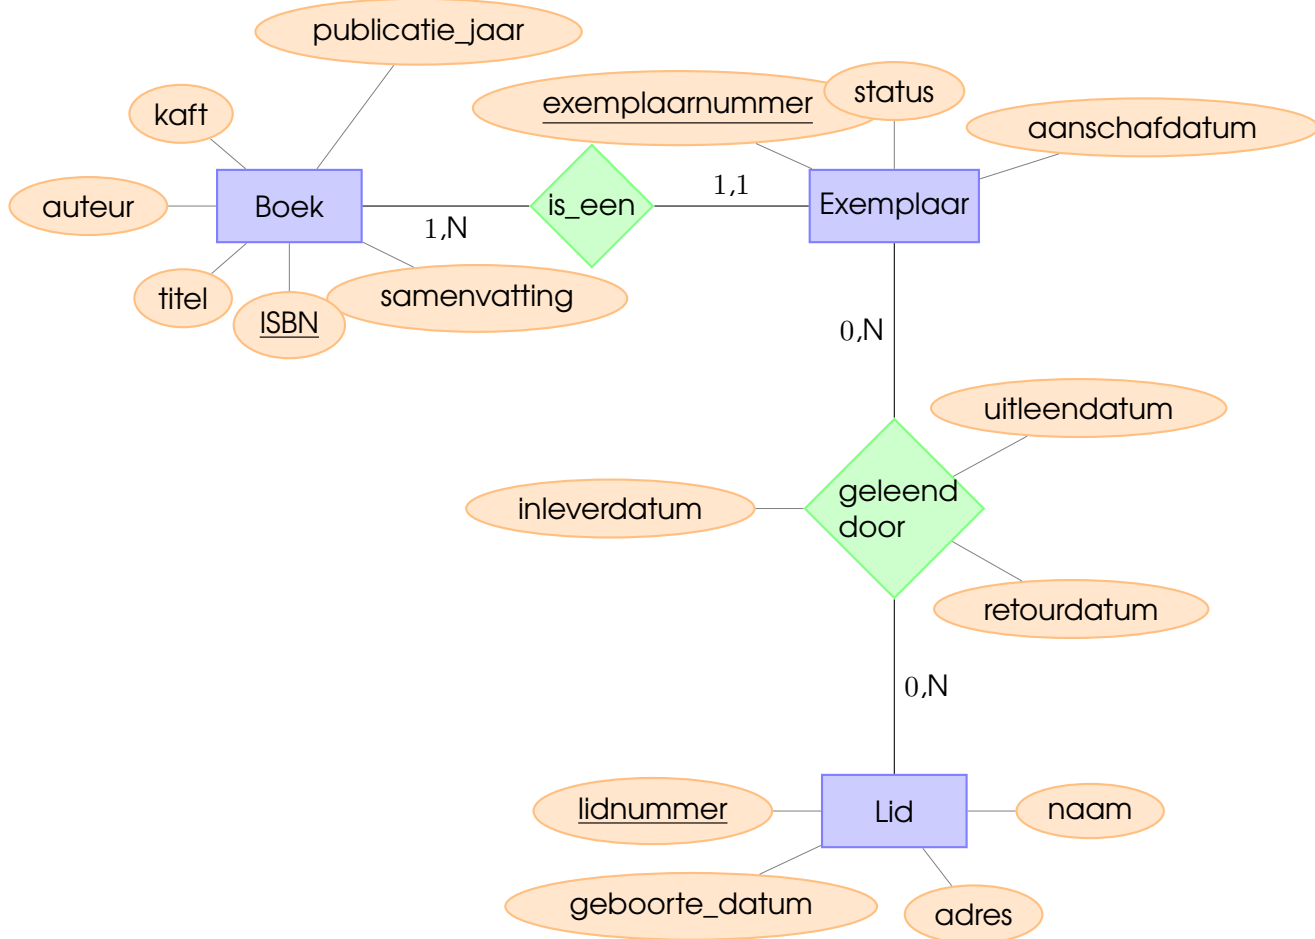 publicatie_jaar
kaft
exemplaarnummer
status
aanschafdatum
auteur
Boek
is_een
1,1
Exemplaar
1,N
titel
ISBN
samenvatting
0,N
uitleendatum
inleverdatum
geleend
door
retourdatum
0,N
lidnummer
Lid
naam
geboorte_datum
adres